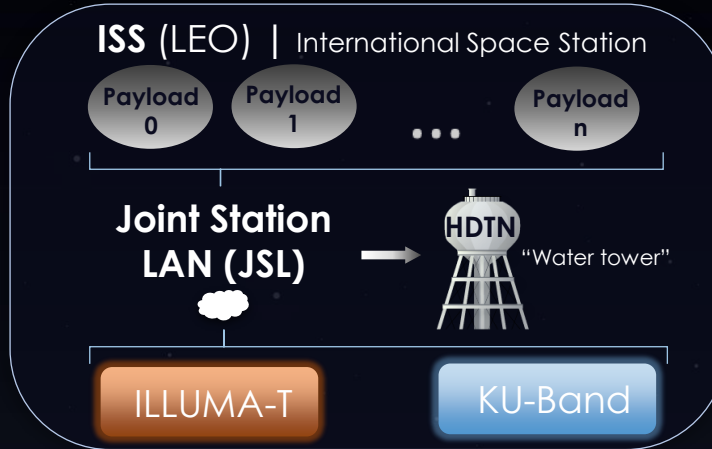 ISS (LEO) | International Space Station
Payload
0
Payload
1
...
Payload
n
Joint Station
LAN (JSL)
HDTN
“Water tower”
ILLUMA-T
KU-Band